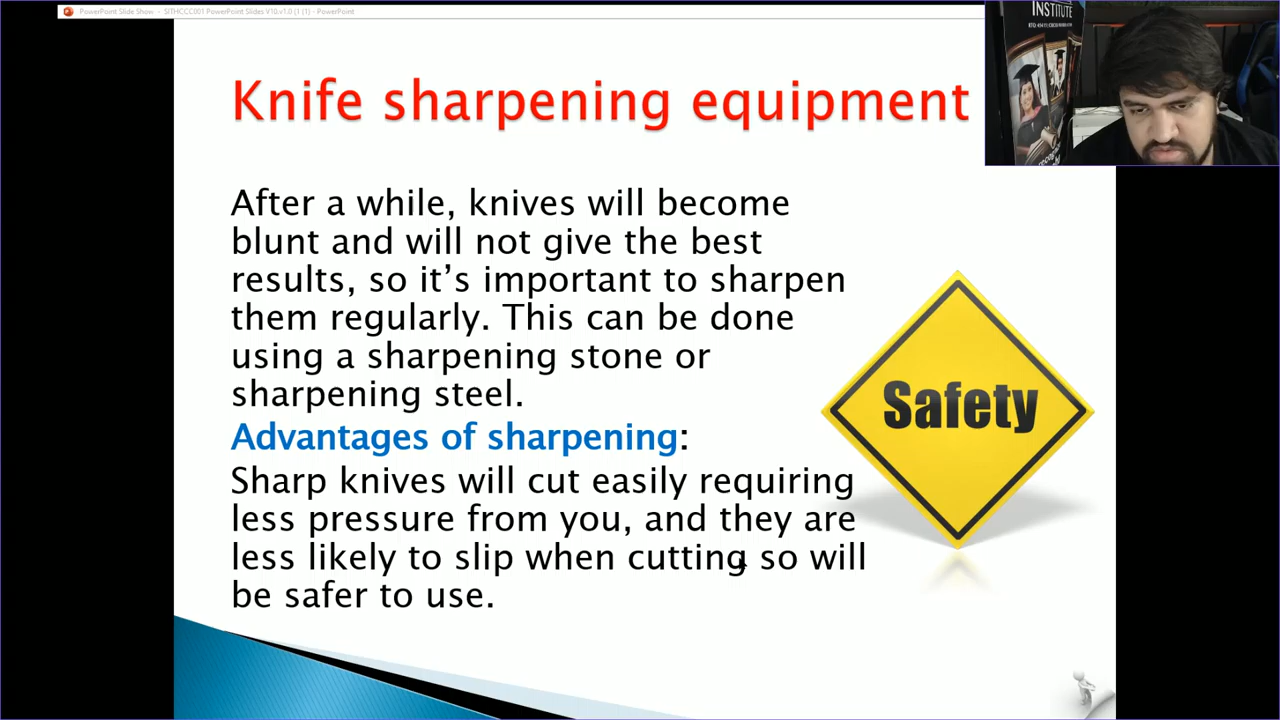 PowerPoint Slide Show - SITHCCC001 PowerPoint Slides V10.v1.0 (1 (1) - PowerPoint
INSTITUTE
Knife sharpening equipment
After a while, knives will become
blunt and will not give the best
results, so it’s important to sharpen
them regularly. This can be done
using a sharpening stone or
sharpening steel.
Advantages of sharpening:
Sharp knives will cut easily requiring
less pressure from you, and they are
less likely to slip when cutting so will
be safer to use.
Safety